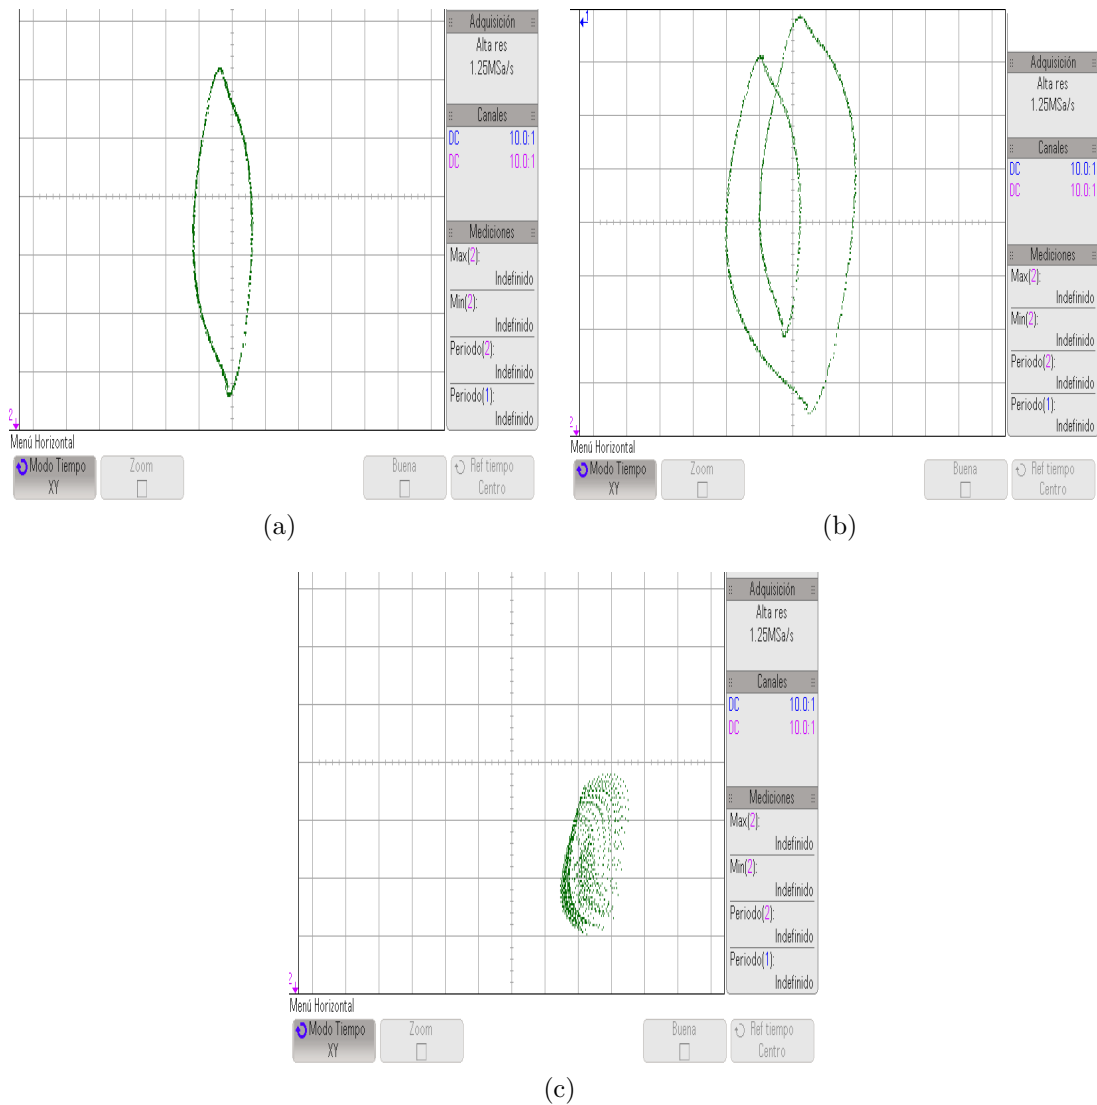 Adquisición
Alta res
1.25MSa/s
Canales
DC 10.0:1
DC 10.0:1
Mediciones
Max(2):
Indefinido
Min(2):
Indefinido
Periodo(2):
Indefinido
Periodo(1):
Indefinido
2
Menú Horizontal
Modo Tiempo
XY
Zoom
Buena
Ref tiempo
Centro
(a)
1
Adquisición
Alta res
1.25MSa/s
Canales
DC 10.0:1
DC 10.0:1
Mediciones
Max(2):
Indefinido
Min(2):
Indefinido
Periodo(2):
Indefinido
Periodo(1):
Indefinido
2
Menú Horizontal
Modo Tiempo
XY
Zoom
Buena
Ref tiempo
Centro
(b)
Adquisición
Alta res
1.25MSa/s
Canales
DC 10.0:1
DC 10.0:1
Mediciones
Max(2):
Indefinido
Min(2):
Indefinido
Periodo(2):
Indefinido
Periodo(1):
Indefinido
2
Menú Horizontal
Modo Tiempo
XY
Zoom
Buena
Ref tiempo
Centro
(c)